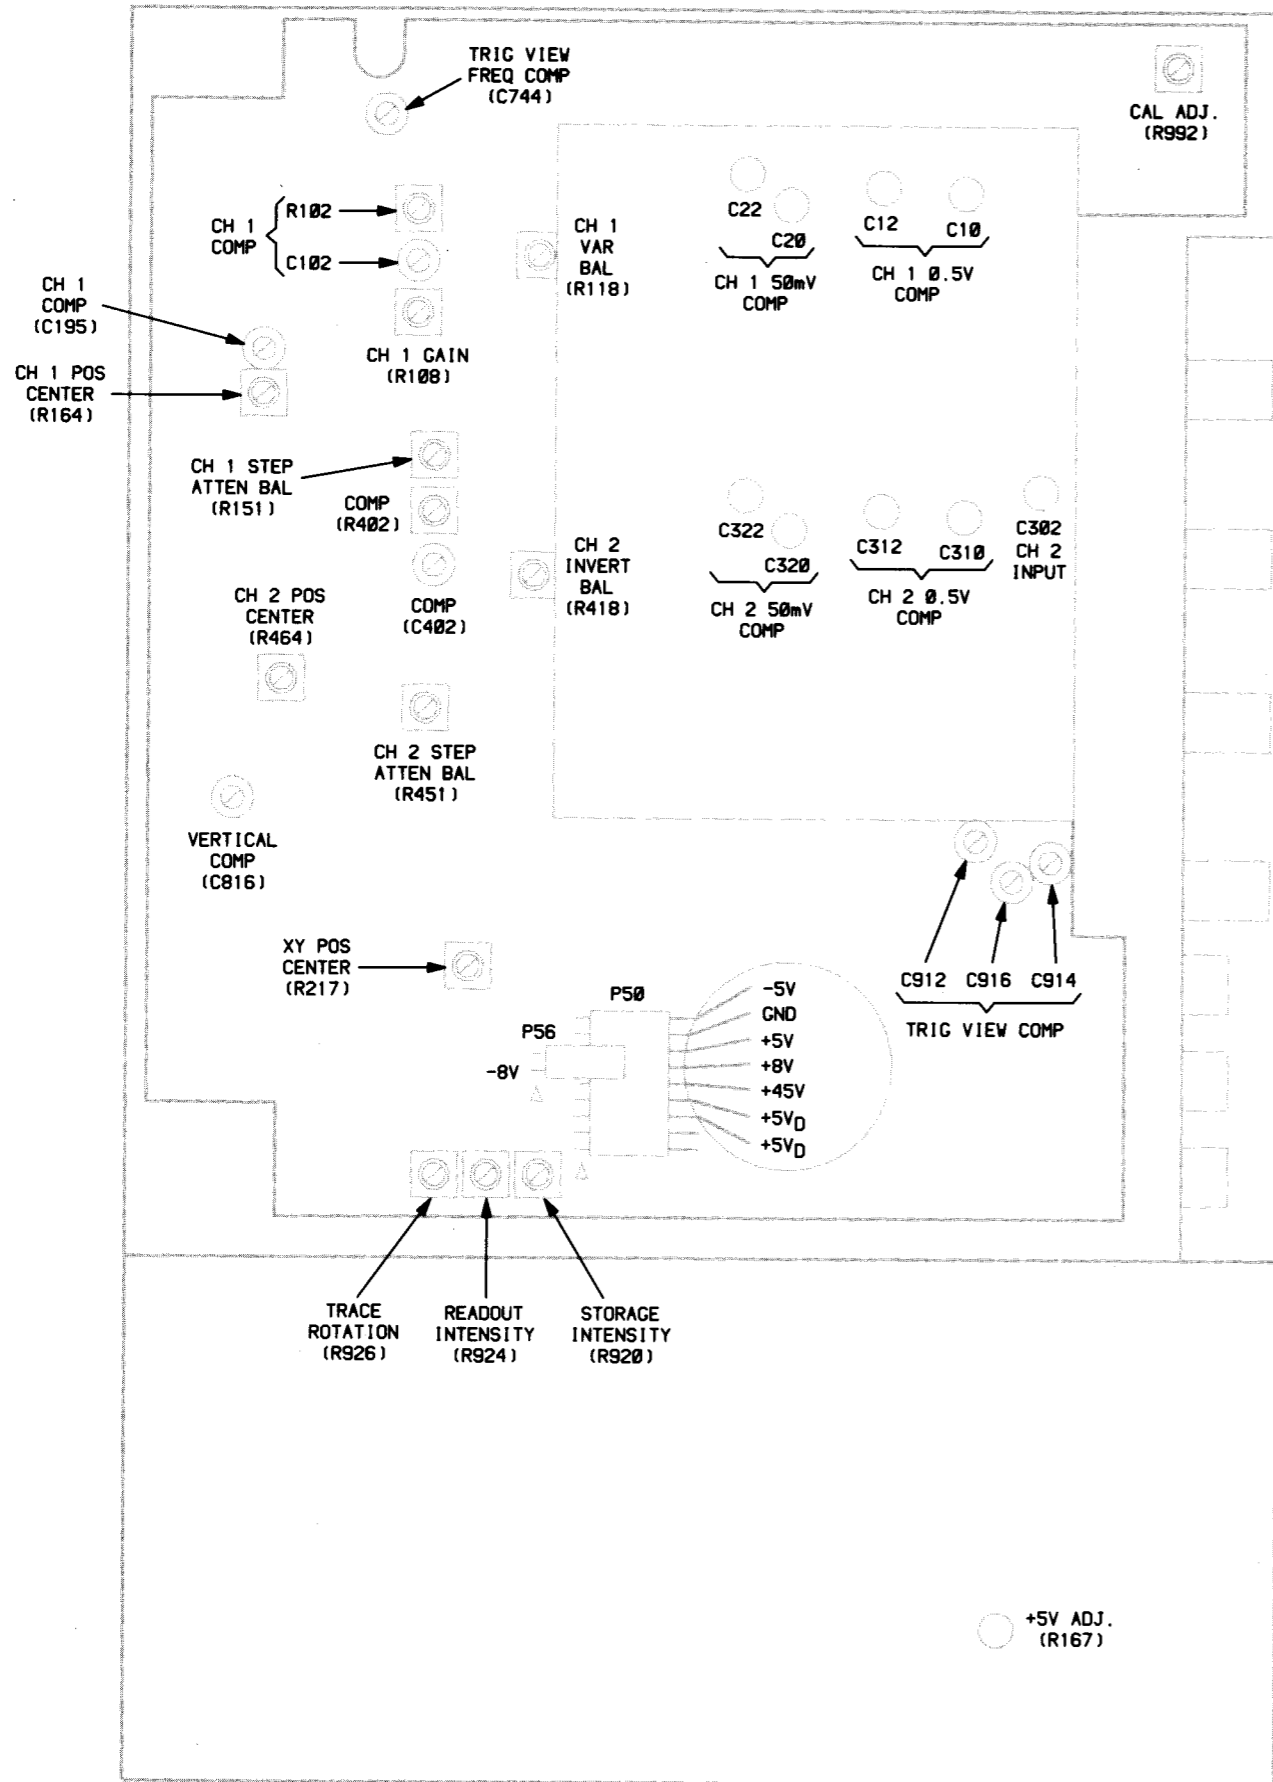 TRIG VIEW
FREQ COMP
(C744)
CAL ADJ.
(R992)
CH 1
COMP
R102
C102
CH 1
VAR
BAL
(R118)
C22
C20
CH 1 50mV
COMP
C12
C10
CH 1 0.5V
COMP
CH 1
COMP
(C195)
CH 1 POS
CENTER
(R164)
CH 1 GAIN
(R108)
CH 1 STEP
ATTEN BAL
(R151)
COMP
(R402)
COMP
(C402)
CH 2
INVERT
BAL
(R418)
C322
C320
CH 2 50mV
COMP
C312
C310
CH 2 0.5V
COMP
C302
CH 2
INPUT
CH 2 POS
CENTER
(R464)
CH 2 STEP
ATTEN BAL
(R451)
VERTICAL
COMP
(C816)
XY POS
CENTER
(R217)
C912
C916
C914
TRIG VIEW COMP
P50
P56
-8V
-5V
GND
+5V
+8V
+45V
+5VD
+5VD
TRACE
ROTATION
(R926)
READOUT
INTENSITY
(R924)
STORAGE
INTENSITY
(R920)
+5V ADJ.
(R167)